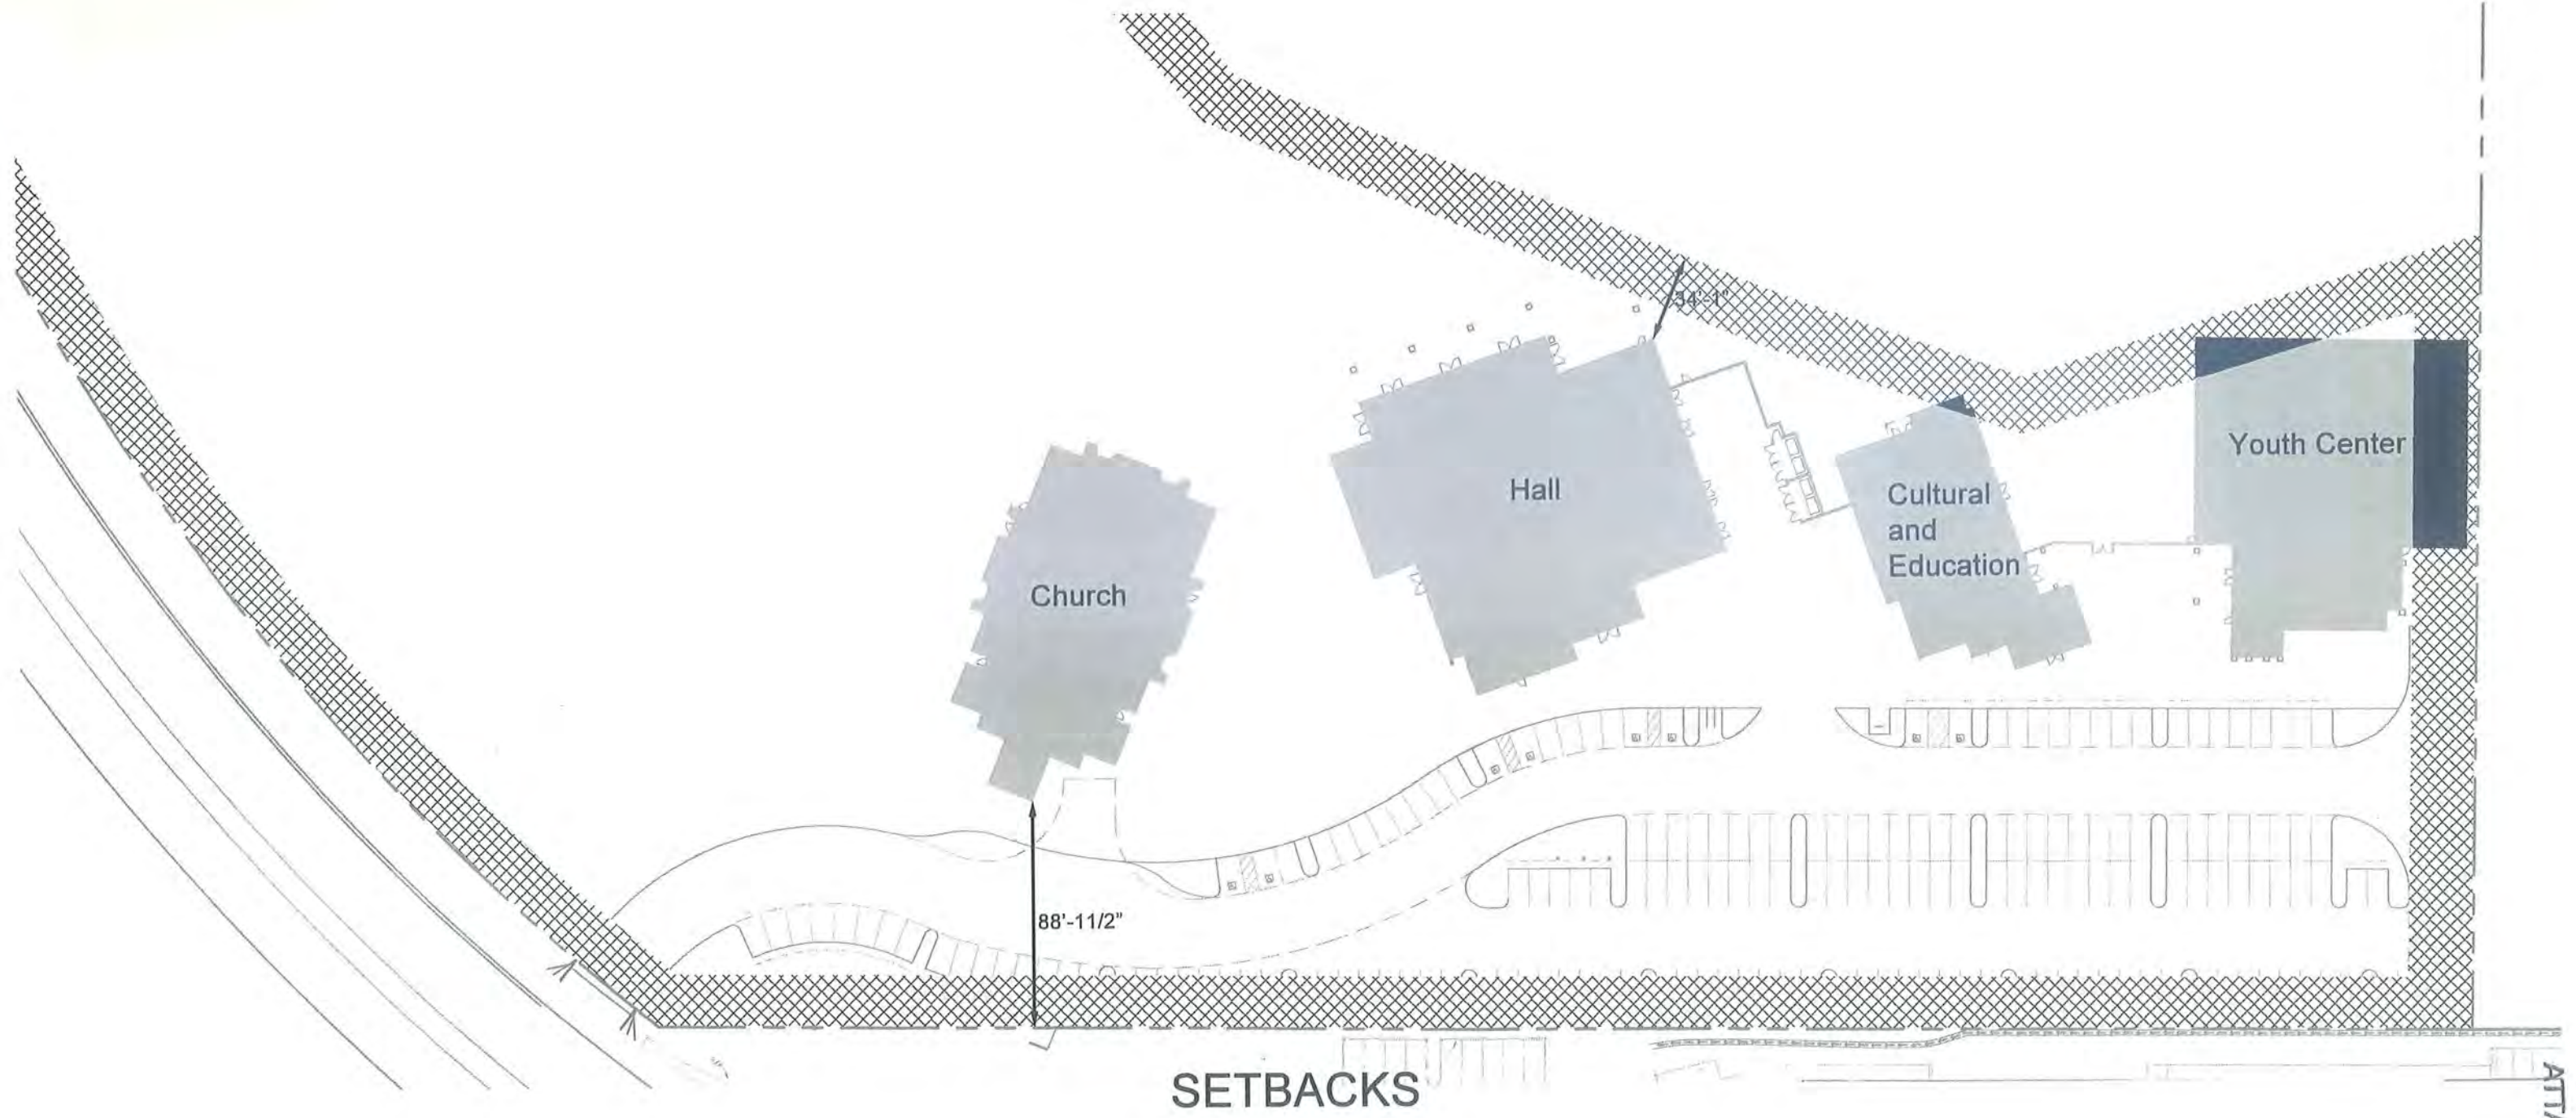 34'-1"
Youth Center
Hall
Cultural
and
Education
Church
88'-11/2"
SETBACKS